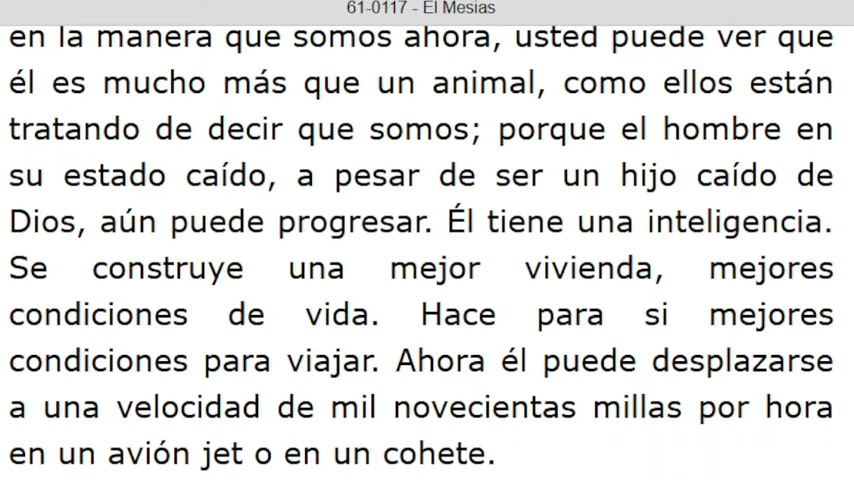 61-0117 - El Mesias
en la manera que somos ahora, usted puede ver que
él es mucho más que un animal, como ellos están
tratando de decir que somos; porque el hombre en
su estado caído, a pesar de ser un hijo caído de
Dios, aún puede progresar. Él tiene una inteligencia.
Se construye una mejor vivienda, mejores
condiciones de vida. Hace para si mejores
condiciones para viajar. Ahora él puede desplazarse
a una velocidad de mil novecientas millas por hora
en un avión jet o en un cohete.